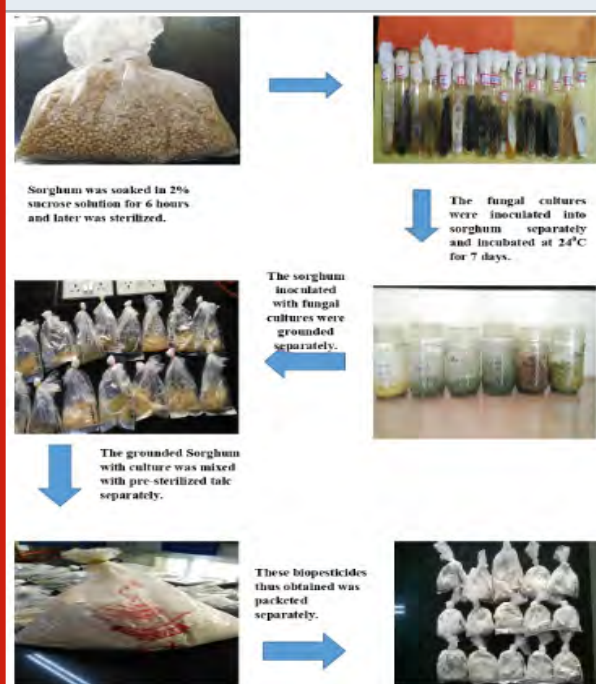 Sorghum was soaked in 2%
sucrose solution for 6 hours
and later was sterilized.
The fungal cultures
were inoculated into
sorghum separately
and incubated at 24⁰C
for 7 days.
The sorghum
inoculated
with fungal
cultures were
grounded
separately.
The grounded Sorghum
with culture was mixed
with pre-sterilized talc
separately.
These biopesticides
thus obtained was
packeted
separately.